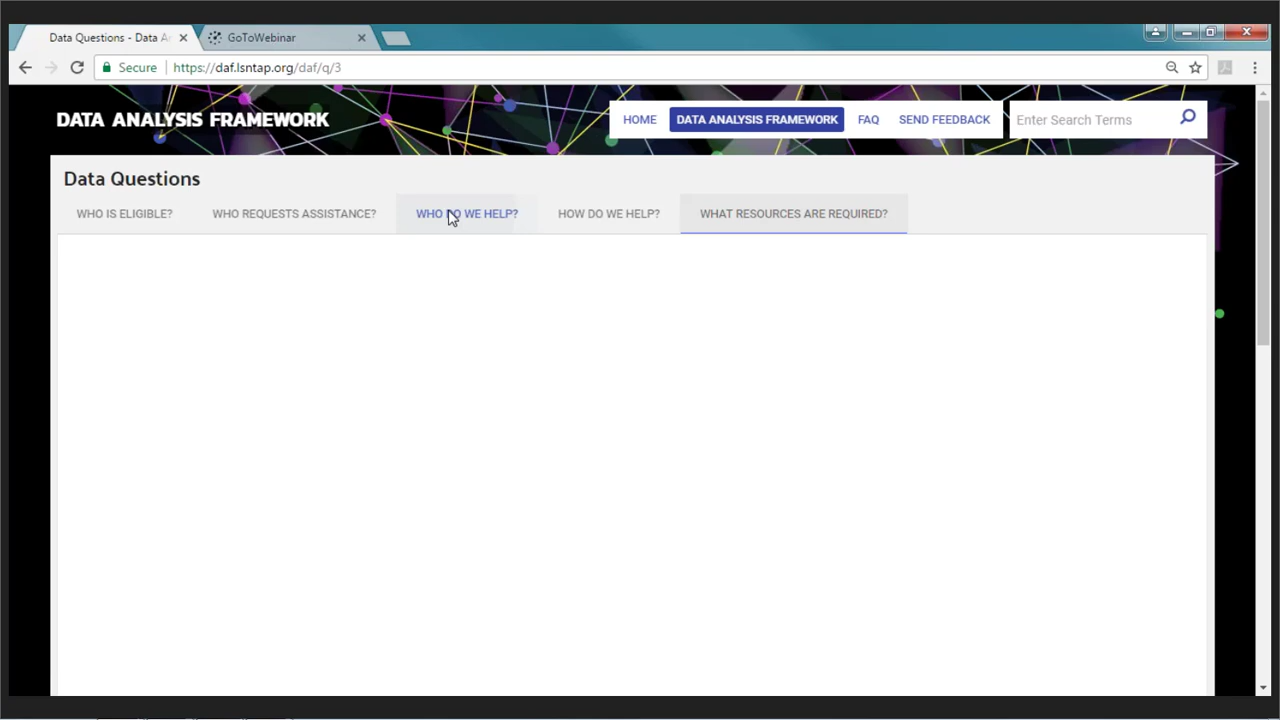 Data Questions - Data A
GoToWebinar
Secure
https://daf.lsntap.org/daf/q/3
DATA ANALYSIS FRAMEWORK
HOME
DATA ANALYSIS FRAMEWORK
FAQ
SEND FEEDBACK
Enter Search Terms
Data Questions
WHO IS ELIGIBLE?
WHO REQUESTS ASSISTANCE?
WHO DO WE HELP?
HOW DO WE HELP?
WHAT RESOURCES ARE REQUIRED?